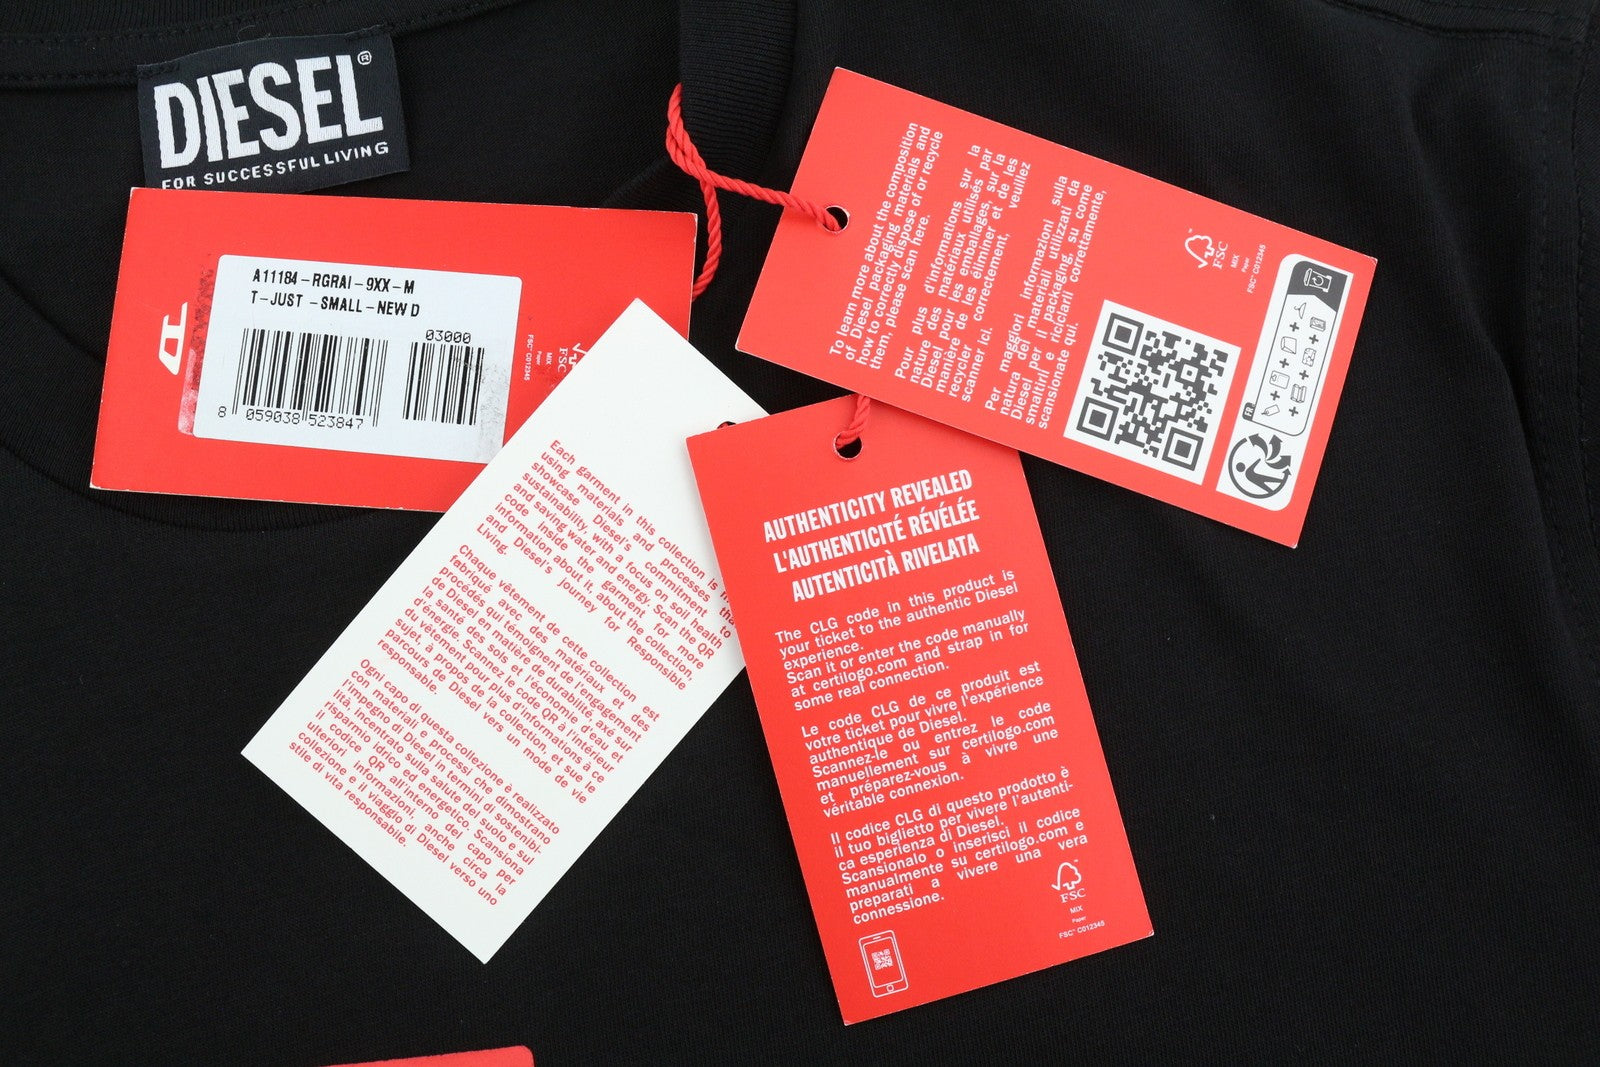 DIESEL®
FOR SUCCESSFUL LIVING
A11184-RGRAI-9XX-M
T-JUST -SMALL-NEW D
03000
8 059038 523847
FSC
MIX
Paper
FSC™ C012345
Each garment in this collection is
using materials and processes tha
showcase Diesel's commitment to
sustainability, with a focus on soil health
and saving water and energy. Scan the QR
code inside the garment for more
information about it, about the collection,
and Diesel's journey for Responsible
Living.
Chaque vêtement de cette collection est
fabriqué avec des matériaux et des
procédés qui témoignent de l'engagement
de Diesel en matière de durabilité, axé sur
la santé des sols et l'économie d'eau et
d'énergie. Scannez le code QR à l'intérieur
du vêtement pour plus d'informations à ce
sujet, à propos de la collection, et sue le
parcours de Diesel vers un mode de vie
responsable.
Ogni capo di questa collezione è realizzato
con materiali e processi che dimostrano
l'impegno di Diesel in termini di sostenibi-
lità, incentrato sulla salute del suolo e sul
risparmio idrico ed energetico. Scansiona
il codice QR all'interno del capo per
ulteriori informazioni, anche circa la
collezione e il viaggio di Diesel verso uno
stile di vita responsabile.
AUTHENTICITY REVEALED
L'AUTHENTICITÉ RÉVÉLÉE
AUTENTICITÀ RIVELATA
The CLG code in this product is
your ticket to the authentic Diesel
experience.
Scan it or enter the code manually
at certilogo.com and strap in for
some real connection.
Le code CLG de ce produit est
votre ticket pour vivre l'expérience
authentique de Diesel.
Scannez-le ou entrez le code
manuellement sur certilogo.com
et préparez-vous à vivre une
véritable connexion.
Il codice CLG di questo prodotto è
il tuo biglietto per vivere l'autenti-
ca esperienza di Diesel.
Scansionalo o inserisci il codice
manualmente su certilogo.com e
preparati a vivere una vera
connessione.
FSC
MIX
Paper
FSC™ C012345
To learn more about the composition
of Diesel packaging materials and
how to correctly dispose of or recycle
them, please scan here.
Pour plus d'informations sur la
nature des matériaux utilisés par
Diesel pour les emballages, sur la
manière de les éliminer et de les
recycler correctement, veuillez
scanner ici.
Per maggiori informazioni sulla
natura dei materiali utilizzati da
Diesel per il packaging, su come
smaltirli e riciclarli correttamente,
scansionate qui.
FSC
MIX
Paper
FSC™ C012345
FR